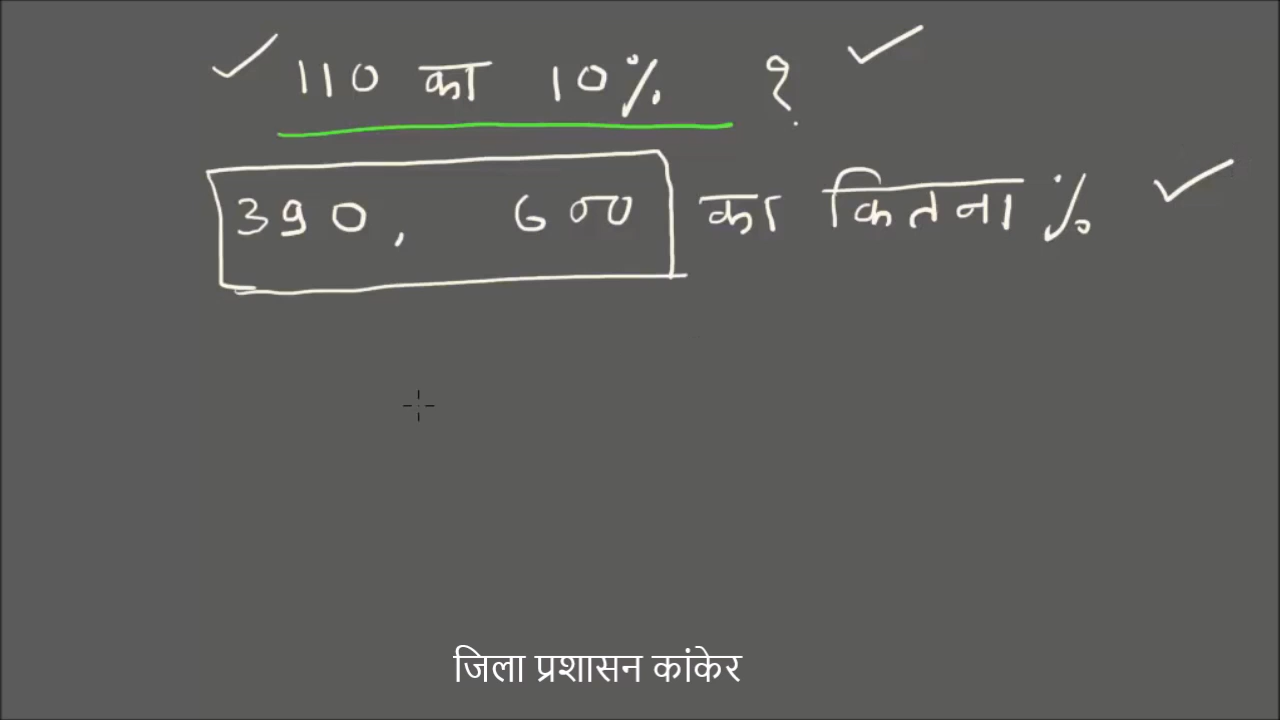 110 का 10% ?
390, 600 का कितना %
जिला प्रशासन कांकेर